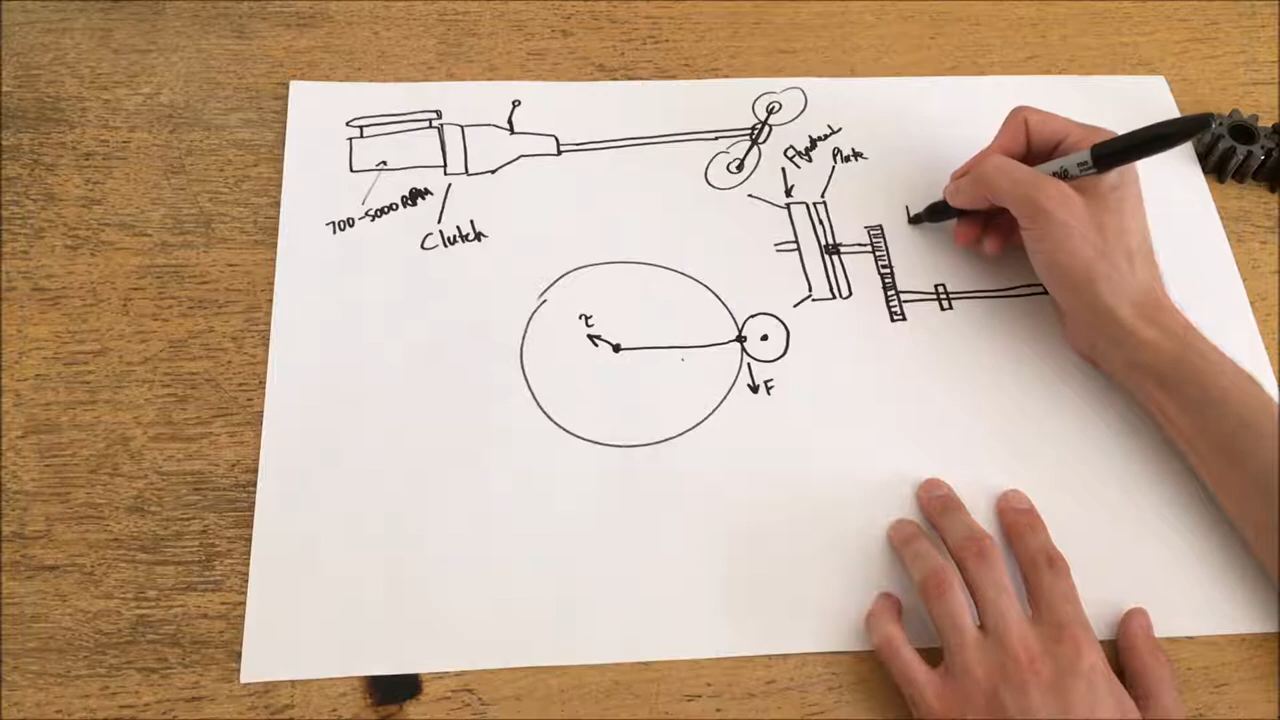 700-5000 RPM
Clutch
Flywheel
Plate
τ
F